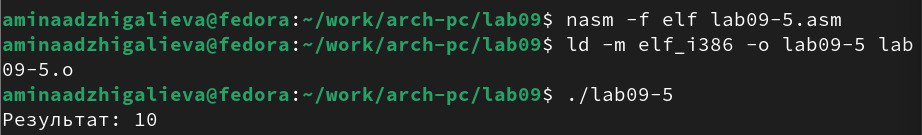 aminaadzhigalieva@fedora:~/work/arch-pc/lab09$ nasm -f elf lab09-5.asm
aminaadzhigalieva@fedora:~/work/arch-pc/lab09$ ld -m elf_i386 -o lab09-5 lab
09-5.o
aminaadzhigalieva@fedora:~/work/arch-pc/lab09$ ./lab09-5
Результат: 10